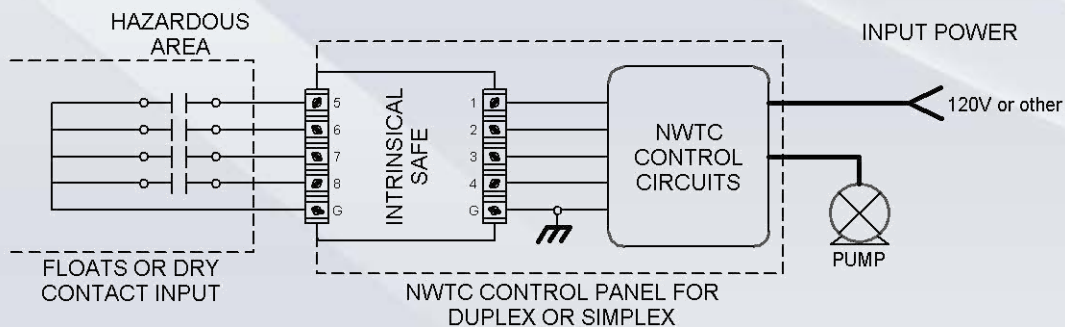 HAZARDOUS
AREA
INPUT POWER
5
6
7
8
G
INTRINSICAL
SAFE
1
2
3
4
G
NWTC
CONTROL
CIRCUITS
120V or other
PUMP
FLOATS OR DRY
CONTACT INPUT
NWTC CONTROL PANEL FOR
DUPLEX OR SIMPLEX